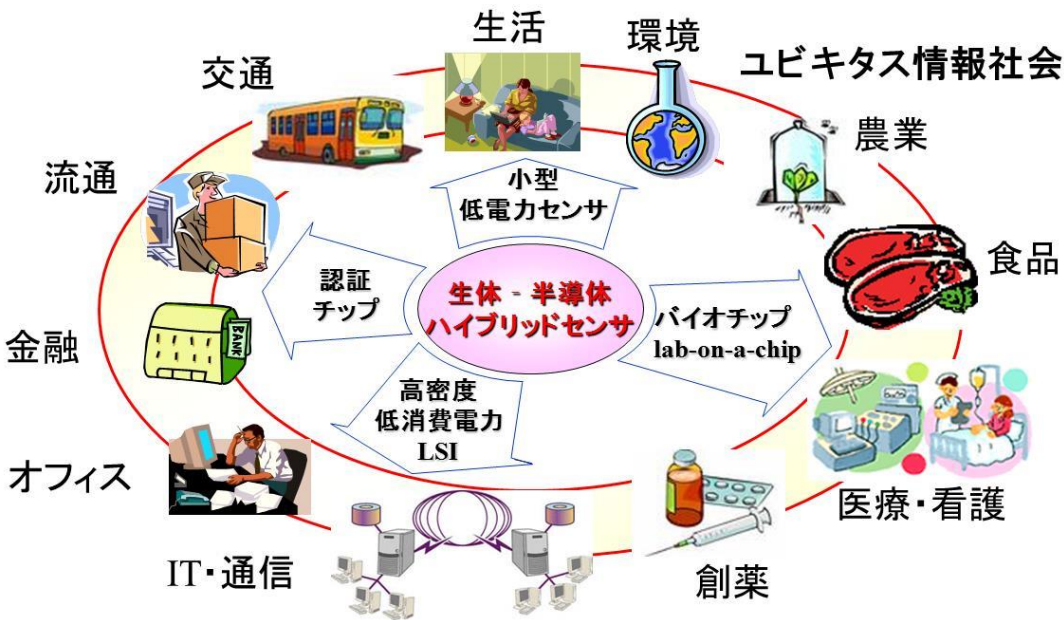 生活
環境
ユビキタス情報社会
交通
農業
流通
小型
低電力センサ
食品
認証
チップ
生体‐半導体
ハイブリッドセンサ
バイオチップ
lab-on-a-chip
金融
BANK
高密度
低消費電力
LSI
オフィス
医療・看護
IT・通信
創薬